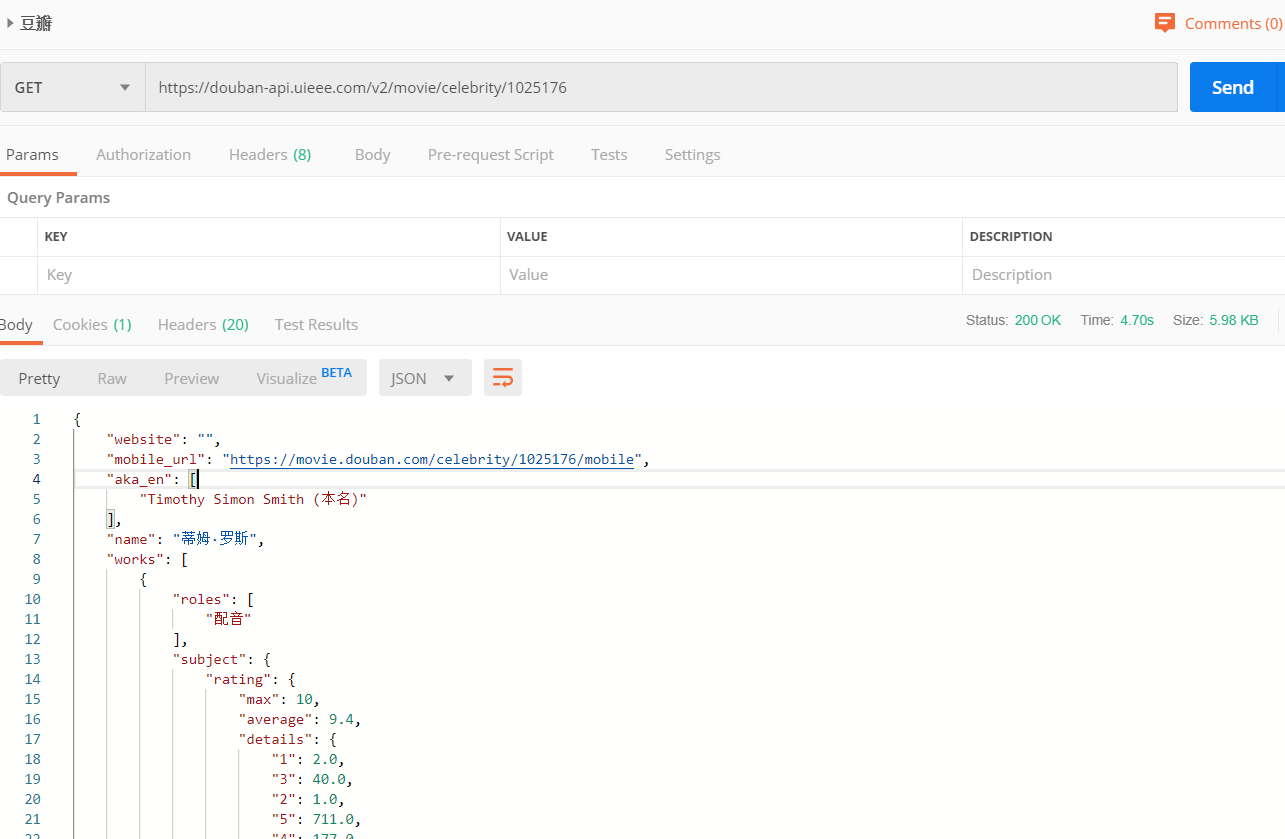 豆瓣
Comments (0)
GET
https://douban-api.uieee.com/v2/movie/celebrity/1025176
Send
Params Authorization Headers (8) Body Pre-request Script Tests Settings
Query Params
KEY VALUE DESCRIPTION
Key Value Description
Body Cookies (1) Headers (20) Test Results Status: 200 OK Time: 4.70s Size: 5.98 KB
Pretty Raw Preview Visualize BETA JSON
1 {
2 "website": "",
3 "mobile_url": "https://movie.douban.com/celebrity/1025176/mobile",
4 "aka_en": [
5 "Timothy Simon Smith (本名)"
6 ],
7 "name": "蒂姆·罗斯",
8 "works": [
9 {
10 "roles": [
11 "配音"
12 ],
13 "subject": {
14 "rating": {
15 "max": 10,
16 "average": 9.4,
17 "details": {
18 "1": 2.0,
19 "3": 40.0,
20 "2": 1.0,
21 "5": 711.0,
22 "4": 177.0